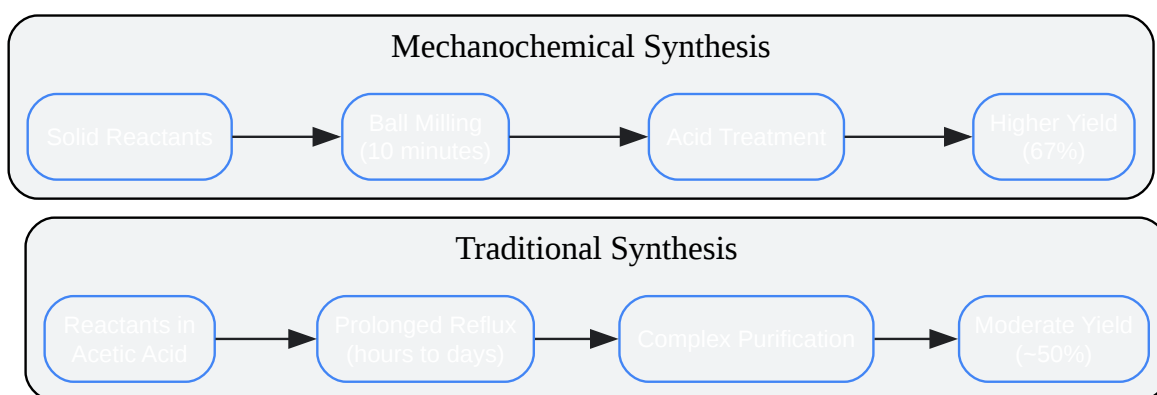 Mechanochemical Synthesis
Solid Reactants
Ball Milling
(10 minutes)
Acid Treatment
Higher Yield
(67%)
Traditional Synthesis
Reactants in
Acetic Acid
Prolonged Reflux
(hours to days)
Complex Purification
Moderate Yield
(~50%)